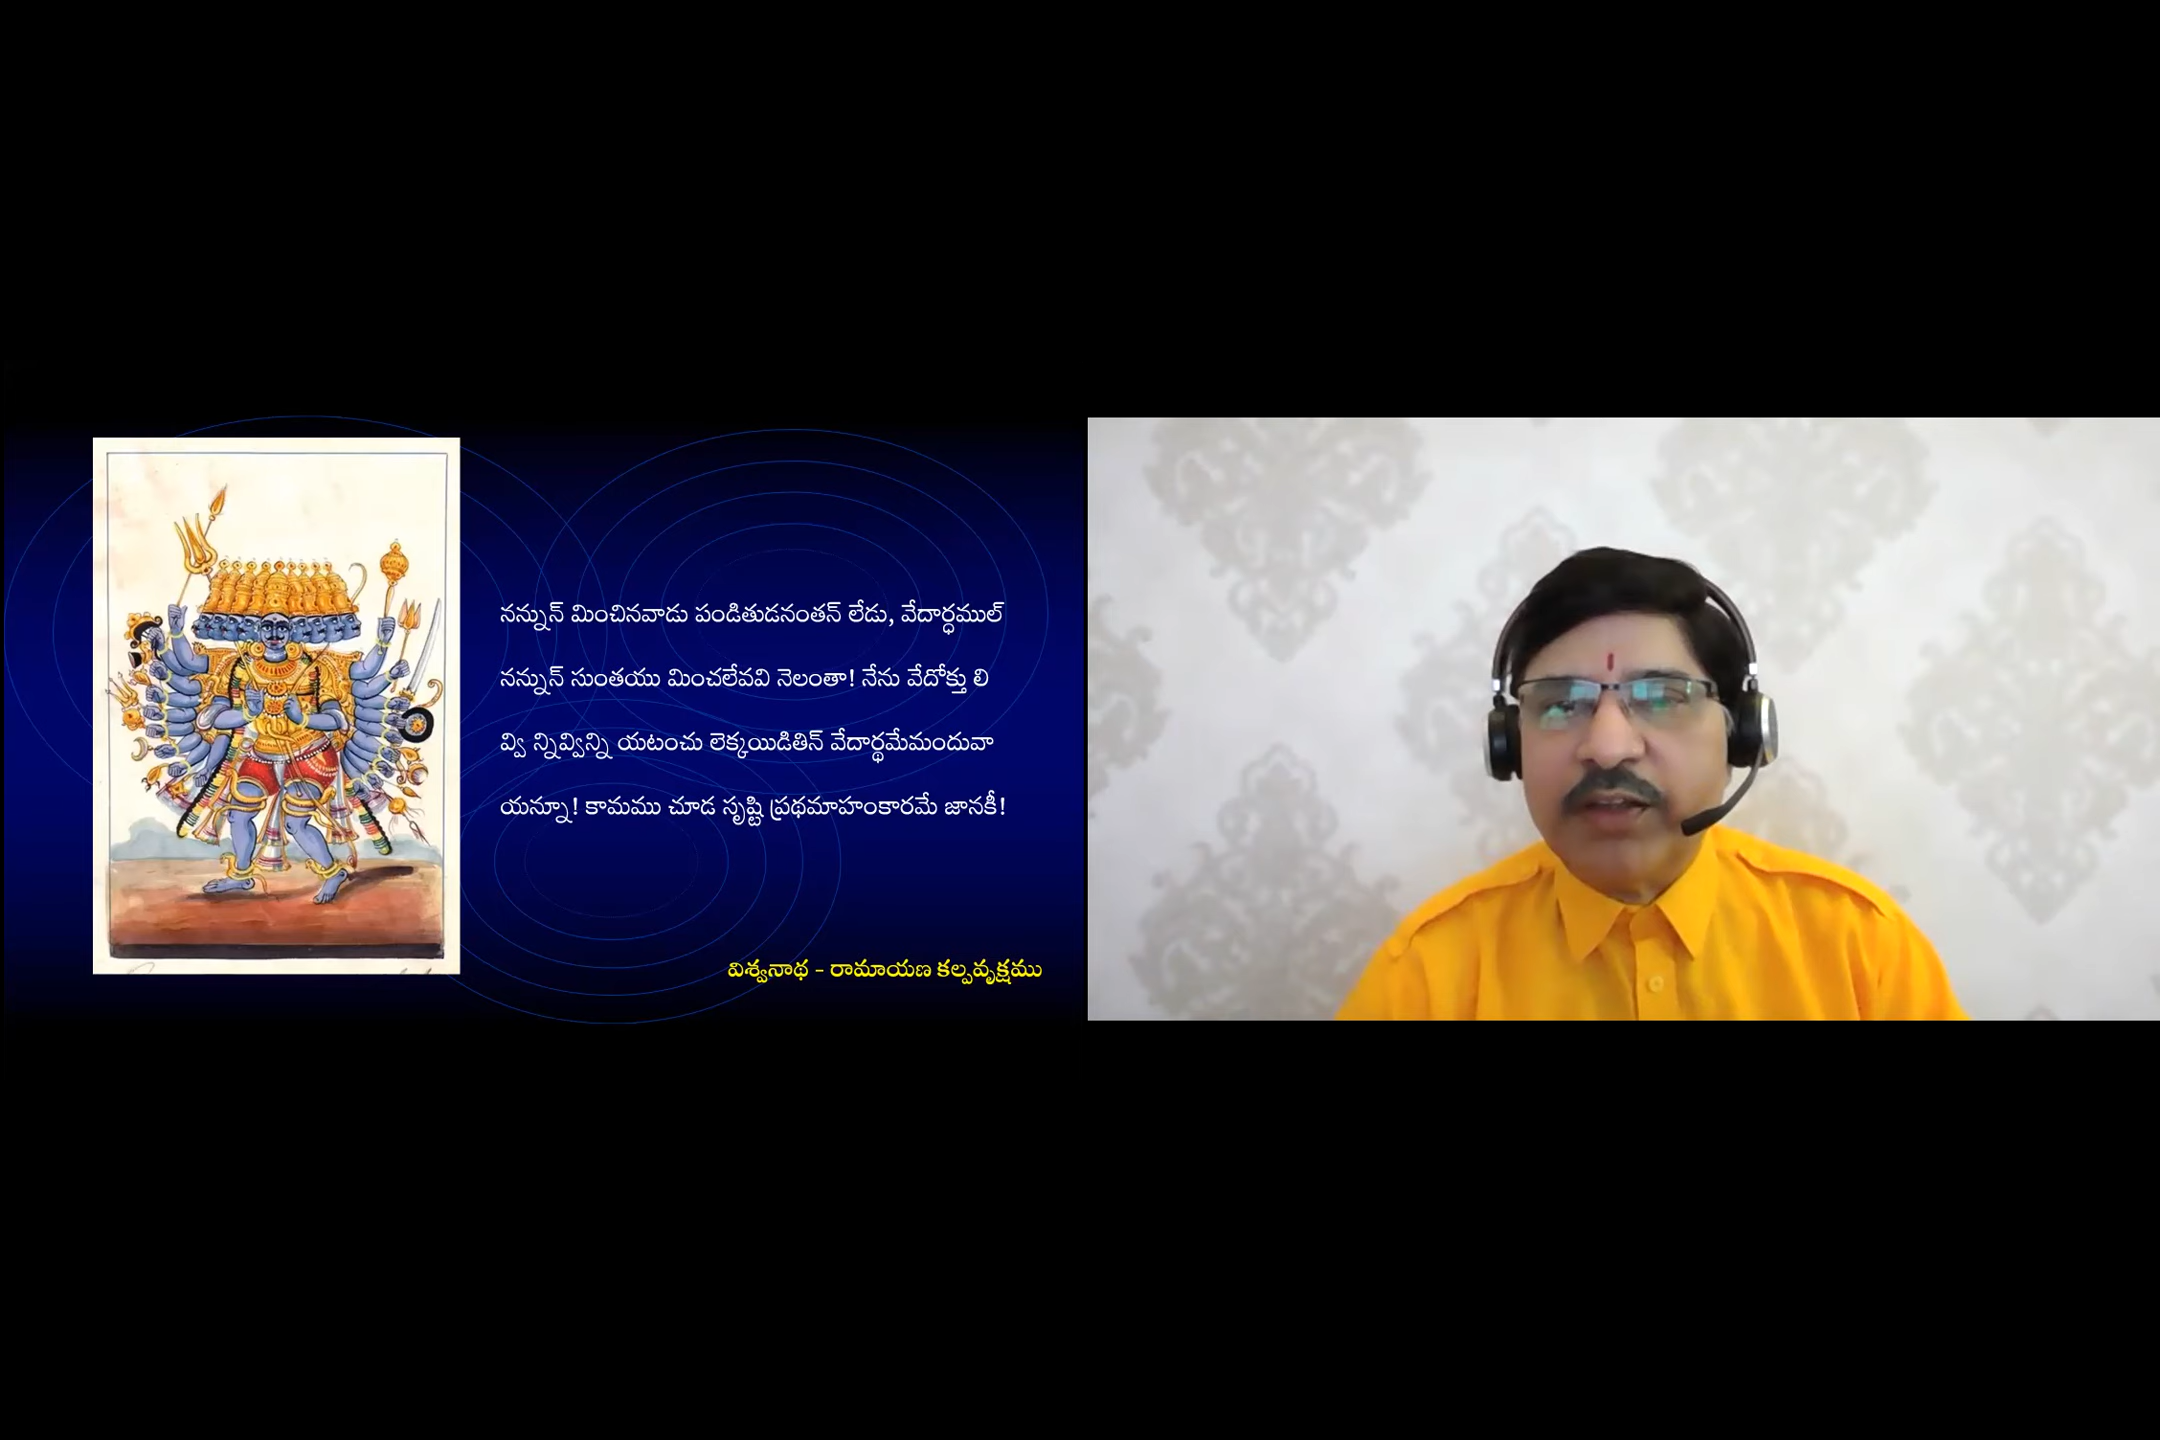 నన్నున్ మించినవాడు పండితుడనంతన్ లేడు, వేదార్ధముల్
నన్నున్ సుంతయు మించలేవవి నెలంతా! నేను వేదోక్తు లి
వ్వి న్నివ్విన్ని యటంచు లెక్కయిడితిన్ వేదార్థమేమందువా
యన్నూ! కామము చూడ సృష్టి ప్రథమాహంకారమే జానకీ!
విశ్వనాథ - రామాయణ కల్పవృక్షము